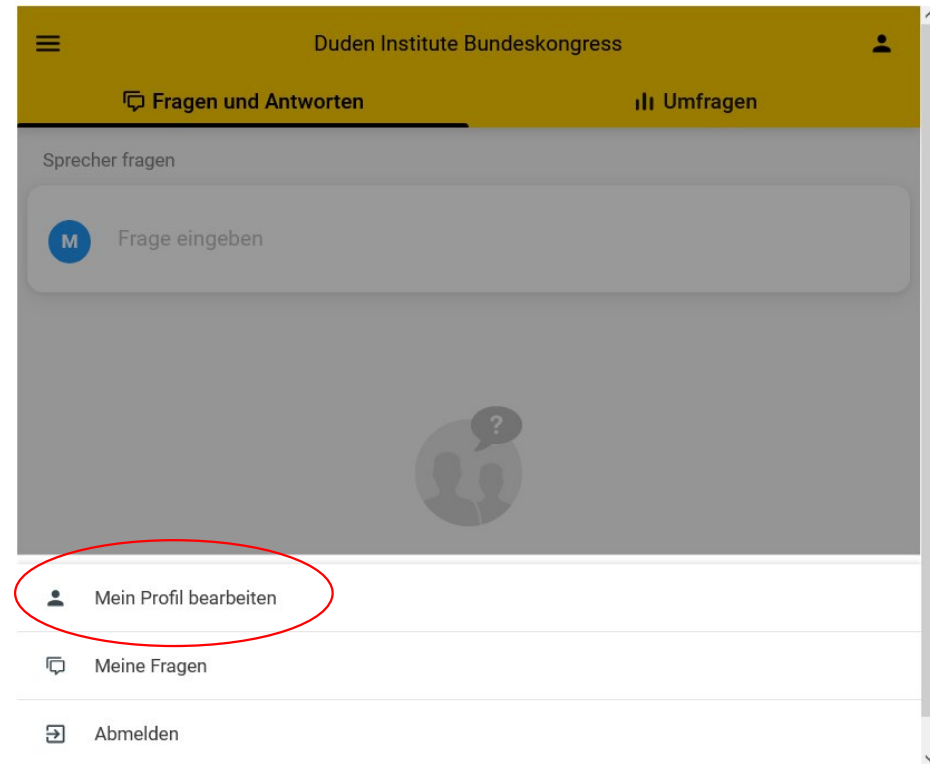 Duden Institute Bundeskongress
Fragen und Antworten
Umfragen
Sprecher fragen
M
Frage eingeben
?
Mein Profil bearbeiten
Meine Fragen
Abmelden